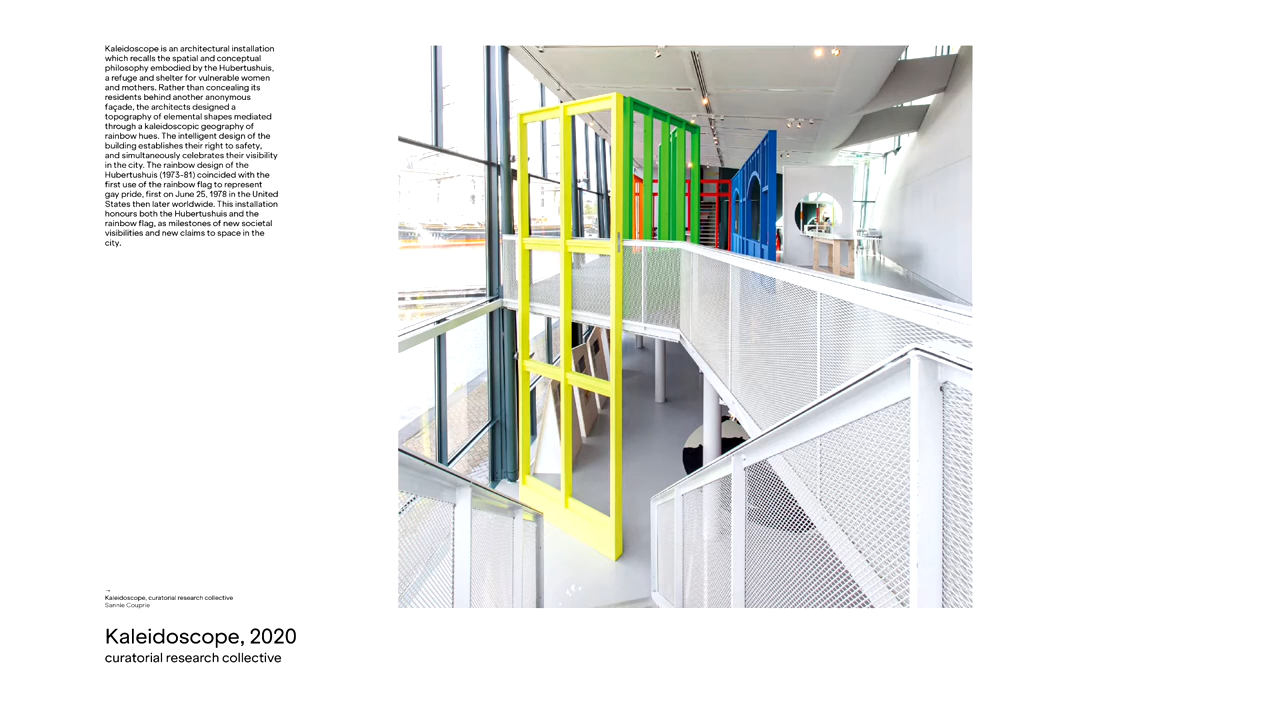 Kaleidoscope is an architectural installation
which recalls the spatial and conceptual
philosophy embodied by the Hubertushuis,
a refuge and shelter for vulnerable women
and mothers. Rather than concealing its
residents behind another anonymous
façade, the architects designed a
topography of elemental shapes mediated
through a kaleidoscopic geography of
rainbow hues. The intelligent design of the
building establishes their right to safety,
and simultaneously celebrates their visibility
in the city. The rainbow design of the
Hubertushuis (1973-81) coincided with the
first use of the rainbow flag to represent
gay pride, first on June 25, 1978 in the United
States then later worldwide. This installation
honours both the Hubertushuis and the
rainbow flag, as milestones of new societal
visibilities and new claims to space in the
city.
→
Kaleidoscope, curatorial research collective
Sannie Couprie
Kaleidoscope, 2020
curatorial research collective